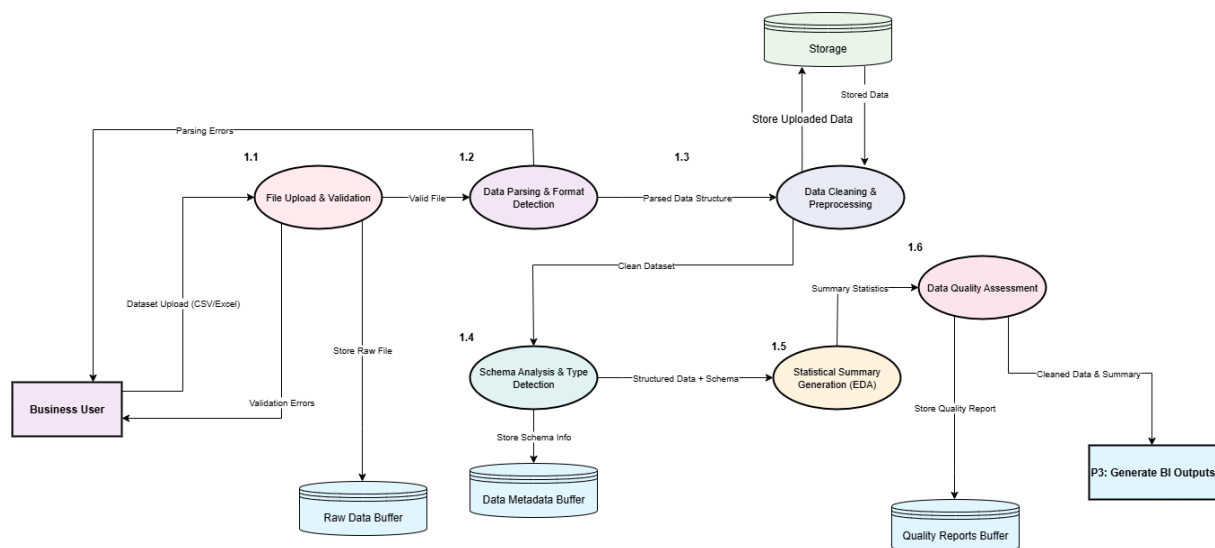 Storage
Stored Data
Store Uploaded Data
Parsing Errors
1.1
1.2
1.3
File Upload & Validation
Valid File
Data Parsing & Format
Detection
Parsed Data Structure
Data Cleaning &
Preprocessing
1.6
Clean Dataset
Summary Statistics
Data Quality Assessment
Dataset Upload (CSV/Excel)
1.4
1.5
Store Raw File
Schema Analysis & Type
Detection
Structured Data + Schema
Statistical Summary
Generation (EDA)
Cleaned Data & Summary
Business User
Validation Errors
Store Quality Report
Store Schema Info
P3: Generate BI Outputs
Data Metadata Buffer
Raw Data Buffer
Quality Reports Buffer